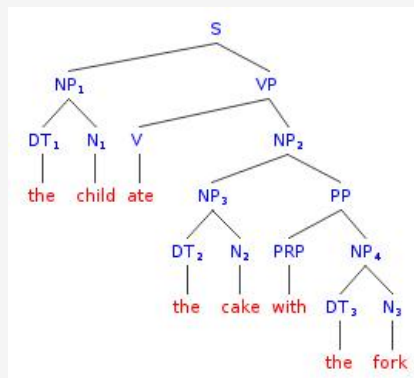 S
NP₁ VP
DT₁ N₁ V NP₂
the child ate NP₃ PP
DT₂ N₂ PRP NP₄
the cake with DT₃ N₃
the fork